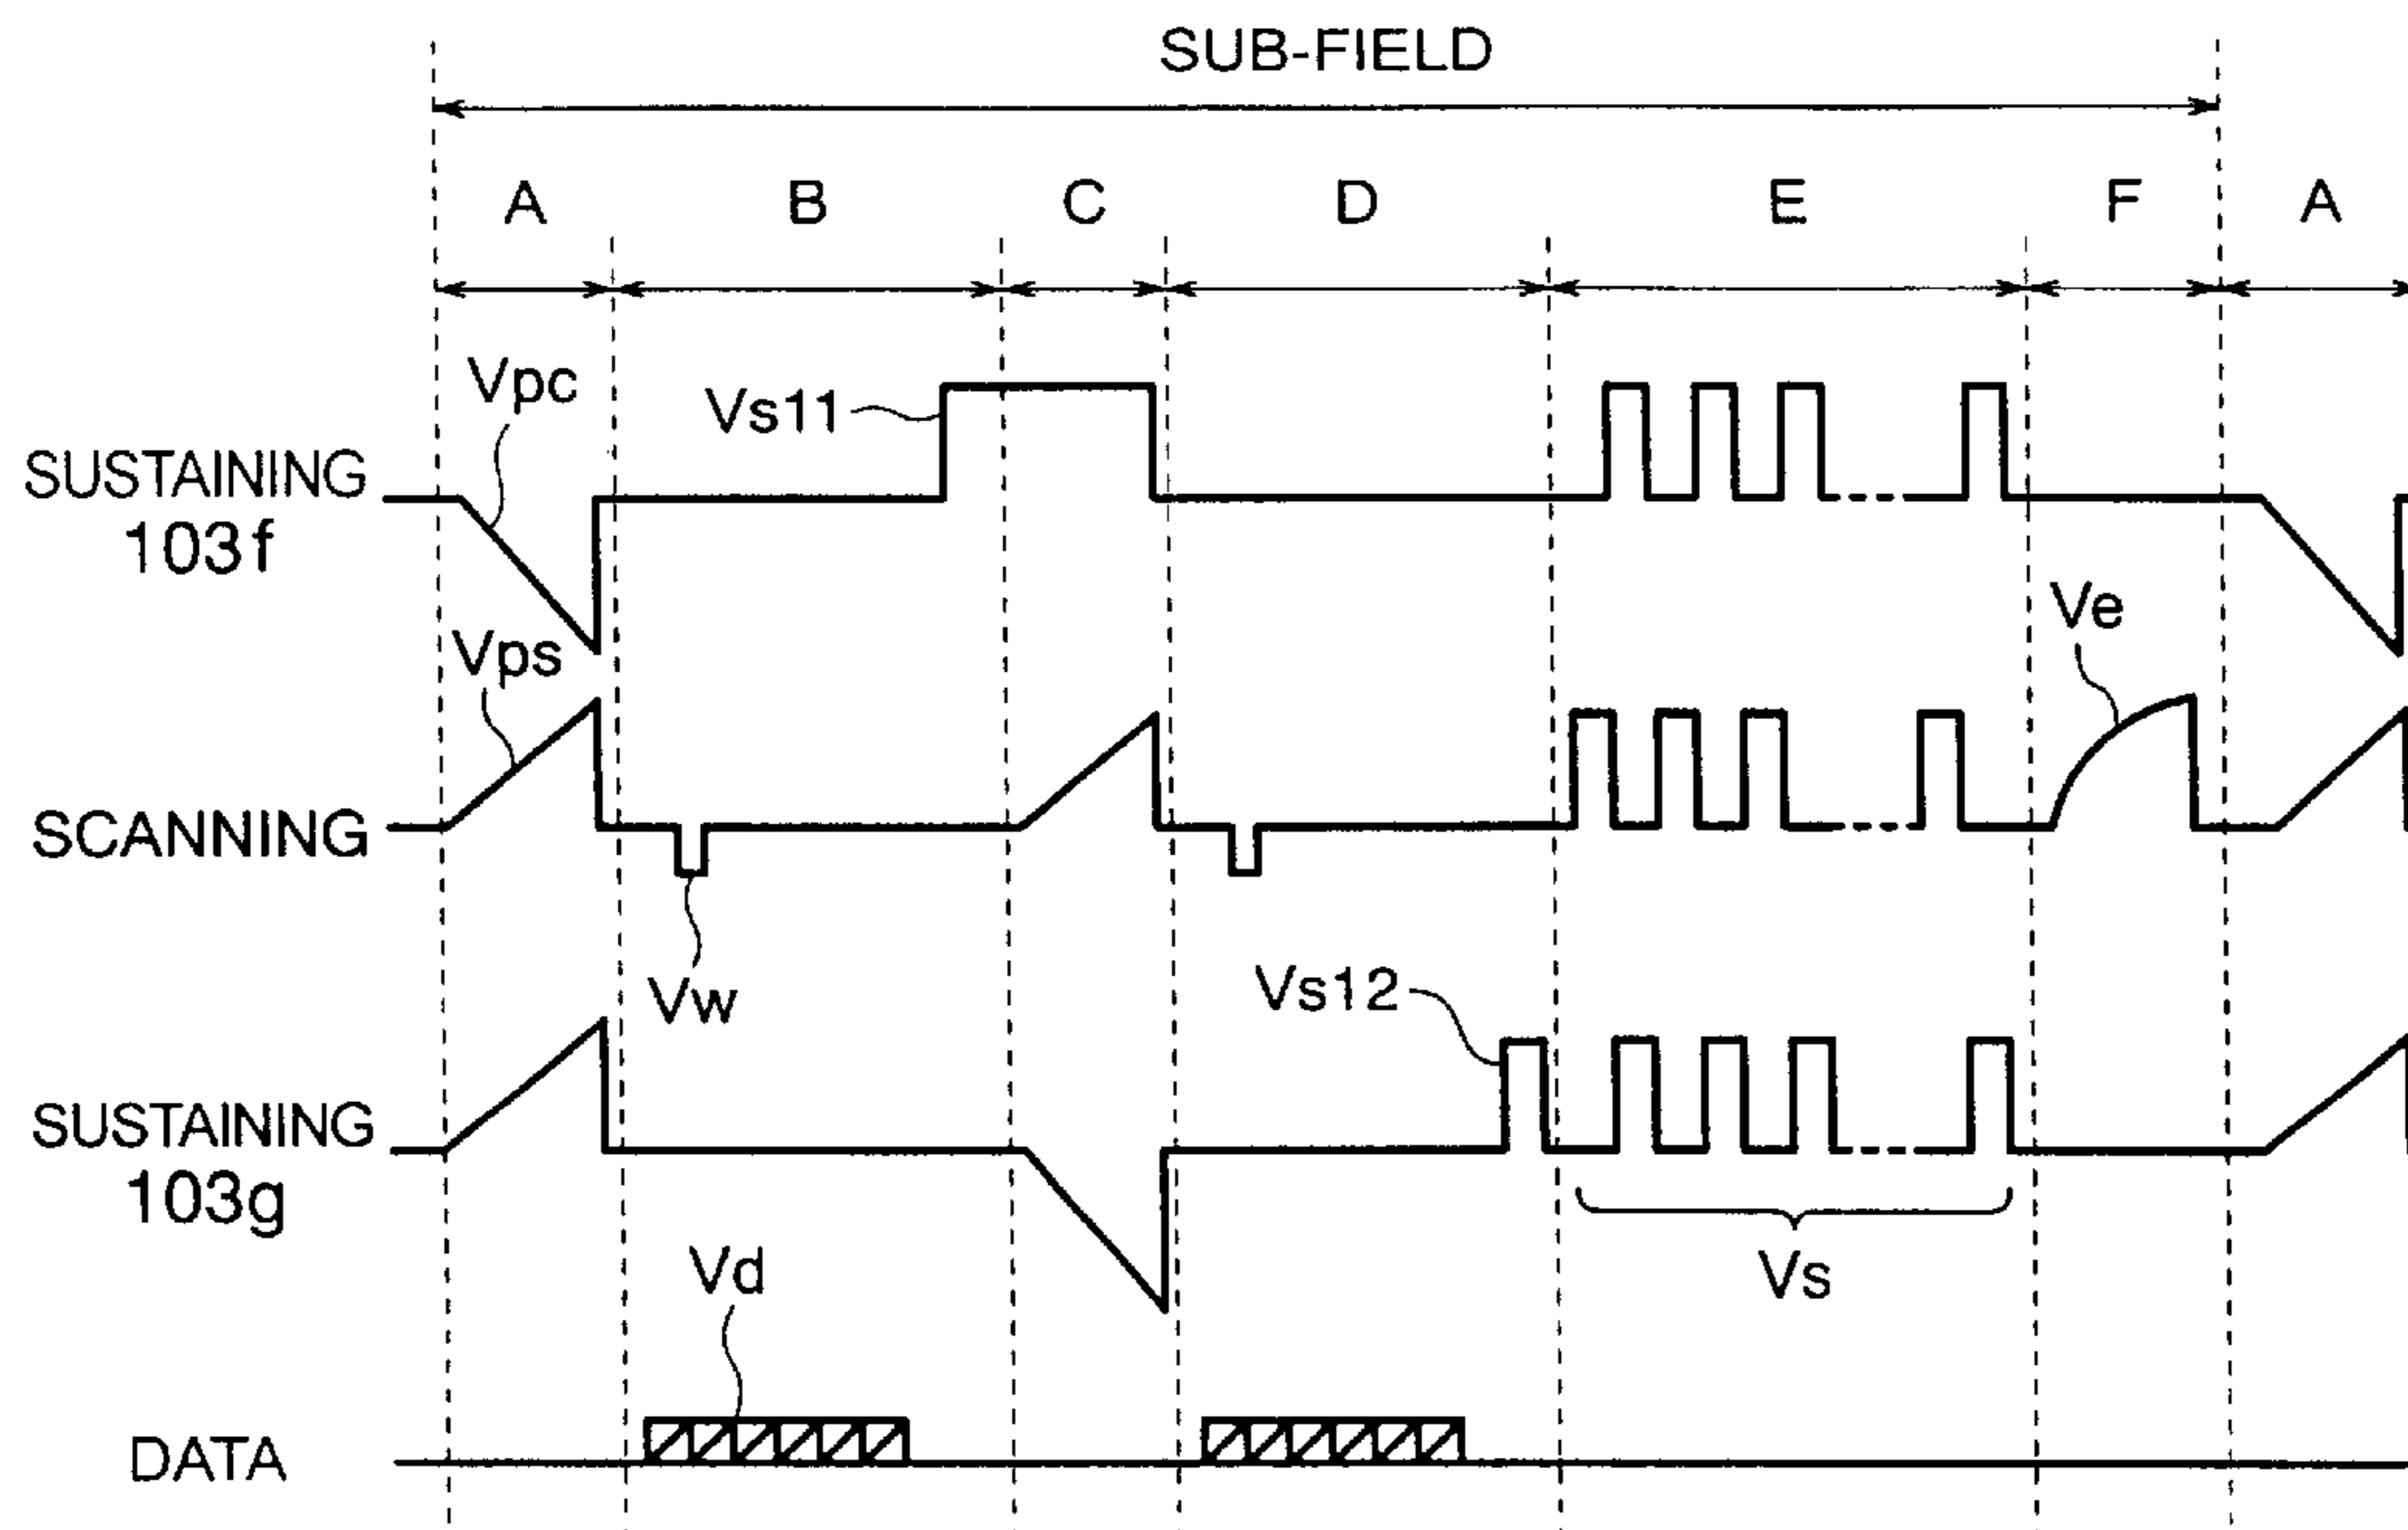 SUB-FIELD
A B C D E F A
Vpc
Vs11
SUSTAINING
103f
Ve
Vps
SCANNING
Vw
Vs12
SUSTAINING
103g
Vs
Vd
DATA